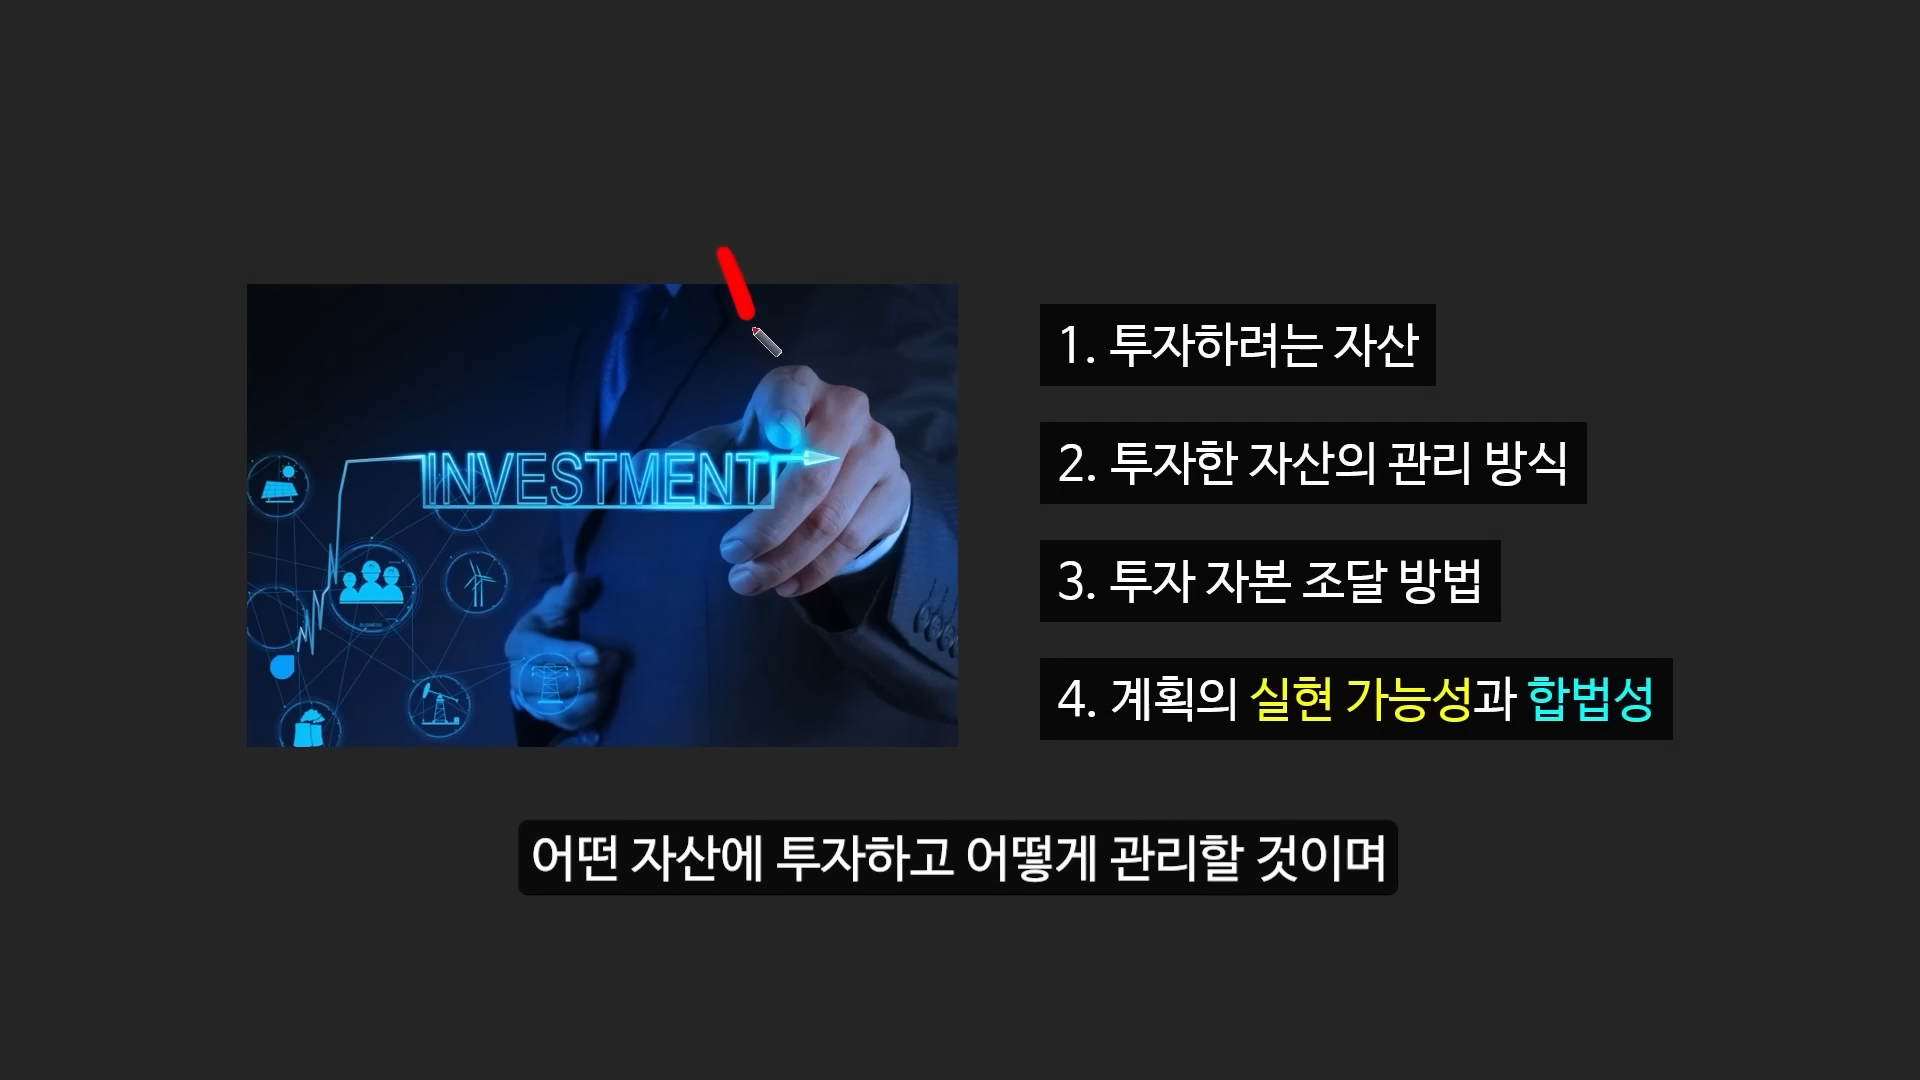 INVESTMENT
1. 투자하려는 자산
2. 투자한 자산의 관리 방식
3. 투자 자본 조달 방법
4. 계획의 실현 가능성과 합법성
어떤 자산에 투자하고 어떻게 관리할 것이며